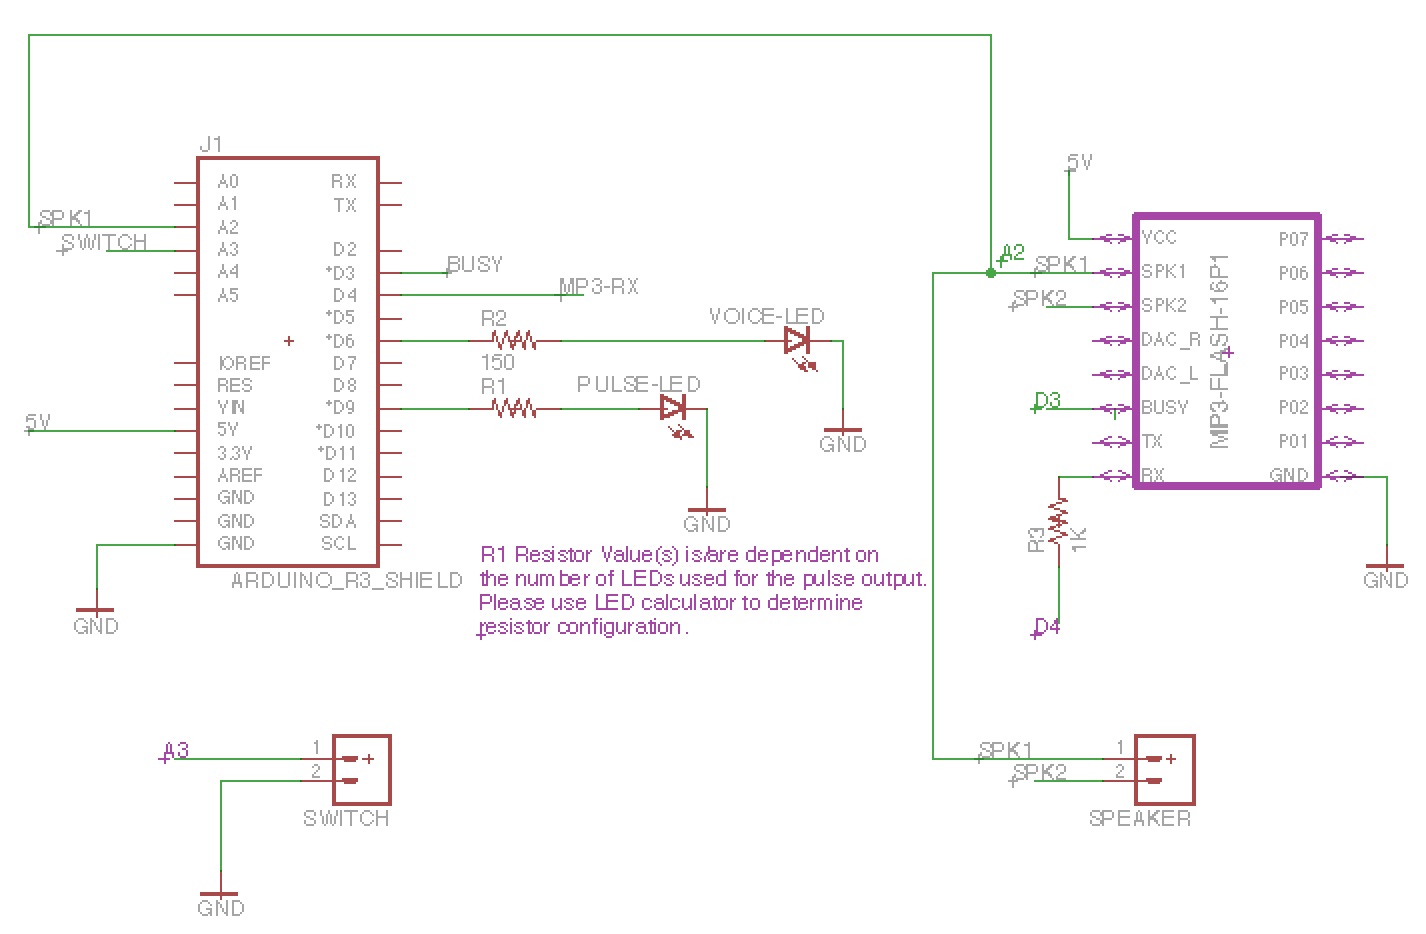 J1
A0 RX
A1 TX
SPK1 A2
SWITCH A3 D2
A4 *D3 BUSY
A5 D4 MP3-RX
*D5
*D6 R2 150 VOICE-LED
GND
IOREF D7
RES D8
VIN *D9 R1 PULSE-LED
GND
5V 5V *D10
3.3V *D11
AREF D12
GND D13
GND SDA
GND SCL
ARDUINO_R3_SHIELD
GND
R1 Resistor Value(s) is/are dependent on
the number of LEDs used for the pulse output.
Please use LED calculator to determine
resistor configuration.
5V
VCC P07
A2 SPK1 SPK1 P06
SPK2 SPK2 P05
DAC_R P04
DAC_L P03
D3 BUSY P02
TX P01
RX GND
MP3-FLASH-16P1
R3 1K
D4
GND
A3 1
2
SWITCH
GND
SPK1 1
SPK2 2
SPEAKER